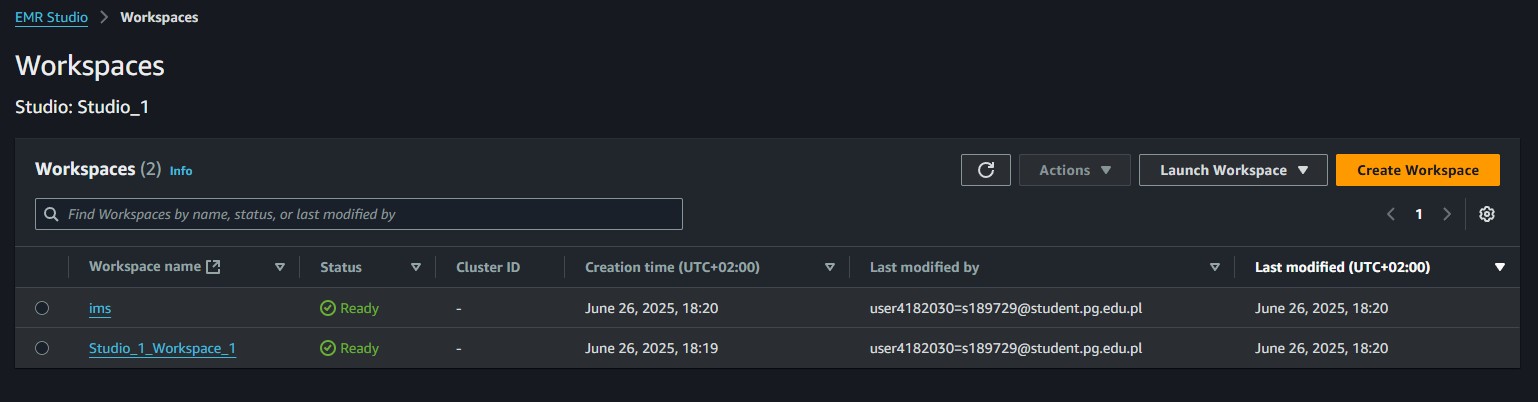 EMR Studio > Workspaces
Workspaces
Studio: Studio_1
Workspaces (2) Info
Actions Launch Workspace Create Workspace
Find Workspaces by name, status, or last modified by
1
Workspace name Status Cluster ID Creation time (UTC+02:00) Last modified by Last modified (UTC+02:00)
ims Ready - June 26, 2025, 18:20 user4182030=s189729@student.pg.edu.pl June 26, 2025, 18:20
Studio_1_Workspace_1 Ready - June 26, 2025, 18:19 user4182030=s189729@student.pg.edu.pl June 26, 2025, 18:20